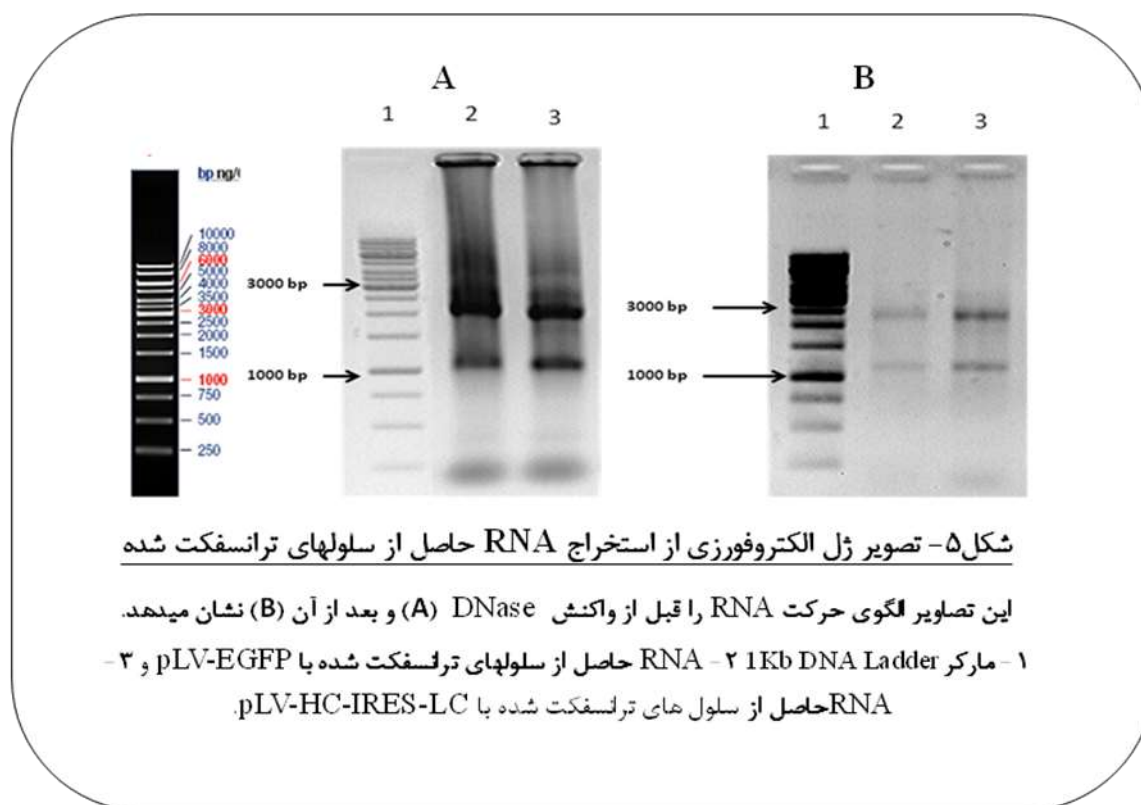 A
B
1 2 3
1 2 3
bp ng/
10000
8000
6000
5000
4000
3500
3000
2500
2000
1500
1000
750
500
250
3000 bp
1000 bp
3000 bp
1000 bp
شکل۵- تصویر ژل الکتروفورزی از استخراج RNA حاصل از سلولهای ترانسفکت شده
این تصاویر الگوی حرکت RNA را قبل از واکنش DNase (A) و بعد از آن (B) نشان میدهد.
۱- مارکر 1Kb DNA Ladder ۲- RNA حاصل از سلولهای ترانسفکت شده با pLV-EGFP و ۳-
RNAحاصل از سلول های ترانسفکت شده با pLV-HC-IRES-LC.